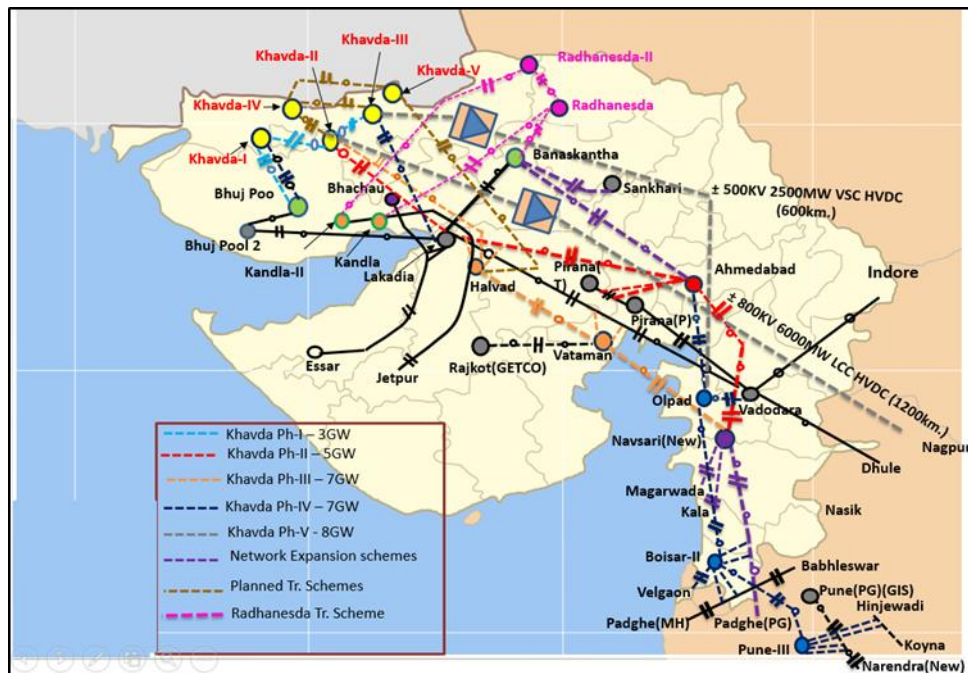 Khavda-III
Khavda-II
Radhanesda-II
Khavda-V
Khavda-IV
Radhanesda
Khavda-I
Banaskantha
Bhuj Poo
Bhachau
Sankhari
± 500KV 2500MW VSC HVDC
(600km.)
Bhuj Pool 2
Kandla
Kandla-II
Lakadia
Halvad
Pirana(
T)
Ahmedabad
Indore
Pirana(P)
± 800KV 6000MW LCC HVDC (1200km.)
Essar
Jetpur
Rajkot(GETCO)
Vataman
Olpad
Vadodara
Navsari(New)
Nagpur
Dhule
Magarwada
Kala
Nasik
Boisar-II
Babhleswar
Velgaon
Pune(PG)(GIS)
Hinjewadi
Padghe(MH)
Padghe(PG)
Koyna
Pune-III
Narendra(New)
Khavda Ph-I – 3GW
Khavda Ph-II – 5GW
Khavda Ph-III – 7GW
Khavda Ph-IV – 7GW
Khavda Ph-V - 8GW
Network Expansion schemes
Planned Tr. Schemes
Radhanesda Tr. Scheme